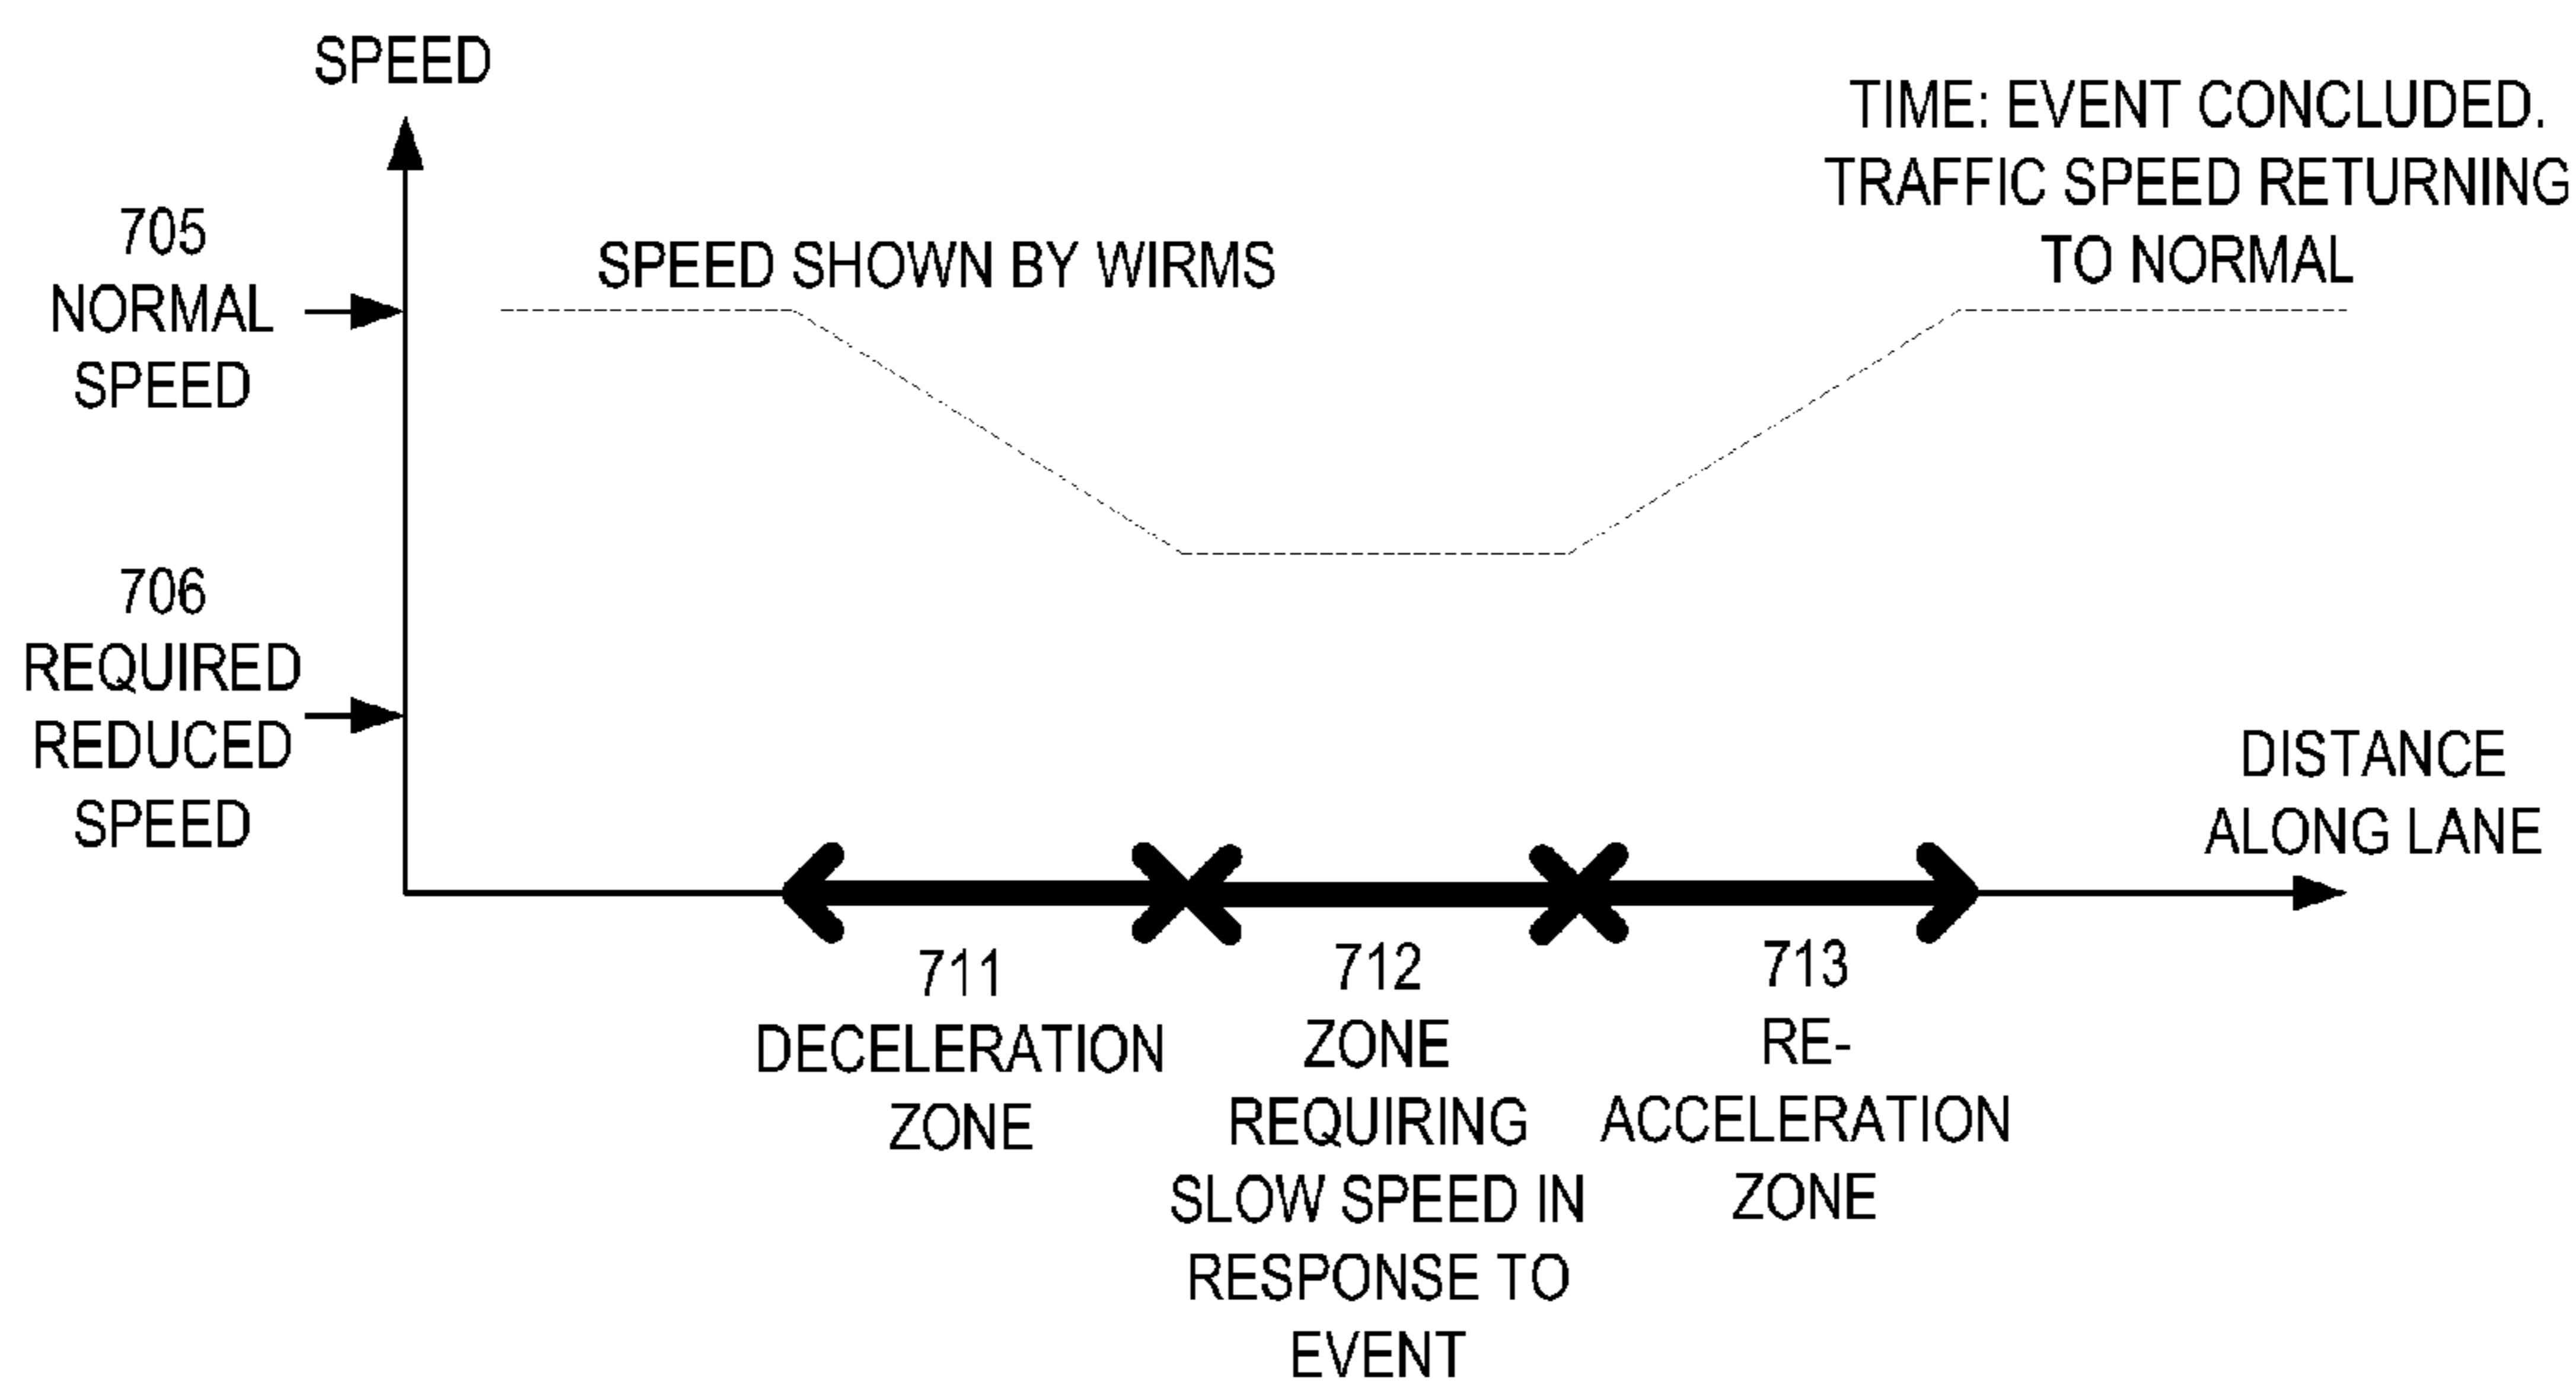 SPEED
TIME: EVENT CONCLUDED.
TRAFFIC SPEED RETURNING
TO NORMAL
705
NORMAL
SPEED
SPEED SHOWN BY WIRMS
706
REQUIRED
REDUCED
SPEED
DISTANCE
ALONG LANE
711
DECELERATION
ZONE
712
ZONE
REQUIRING
SLOW SPEED IN
RESPONSE TO
EVENT
713
RE-
ACCELERATION
ZONE